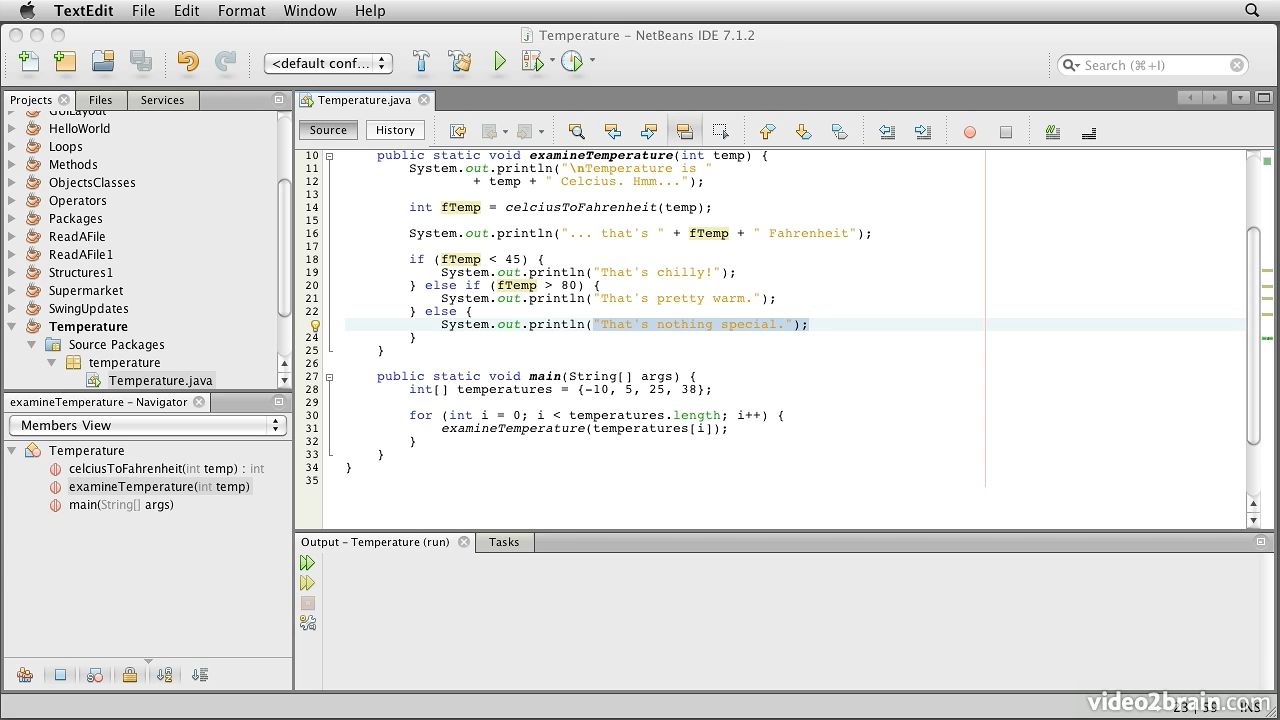 TextEdit File Edit Format Window Help
Temperature – NetBeans IDE 7.1.2
<default conf...
Search (⌘+I)
Projects Files Services
Temperature.java
Source History
GUILayout
HelloWorld
Loops
Methods
ObjectsClasses
Operators
Packages
ReadAFile
ReadAFile1
Structures1
Supermarket
SwingUpdates
Temperature
Source Packages
temperature
Temperature.java
10 public static void examineTemperature(int temp) {
11 System.out.println("\nTemperature is "
12 + temp + " Celcius. Hmm...");
13
14 int fTemp = celciusToFahrenheit(temp);
15
16 System.out.println("... that's " + fTemp + " Fahrenheit");
17
18 if (fTemp < 45) {
19 System.out.println("That's chilly!");
20 } else if (fTemp > 80) {
21 System.out.println("That's pretty warm.");
22 } else {
System.out.println("That's nothing special.");
24 }
25 }
26
27 public static void main(String[] args) {
28 int[] temperatures = {-10, 5, 25, 38};
29
30 for (int i = 0; i < temperatures.length; i++) {
31 examineTemperature(temperatures[i]);
32 }
33 }
34 }
35
examineTemperature – Navigator
Members View
Temperature
celciusToFahrenheit(int temp) : int
examineTemperature(int temp)
main(String[] args)
Output – Temperature (run) Tasks
23 | 59 INS
video2brain.com